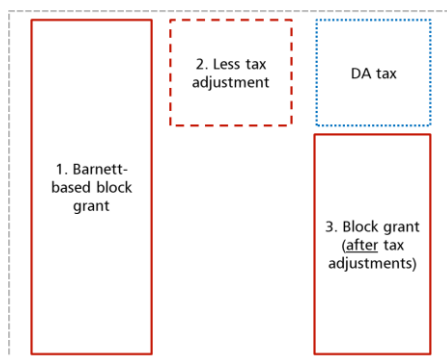 2. Less tax
adjustment
DA tax
1. Barnett-
based block
grant
3. Block grant
(after tax
adjustments)